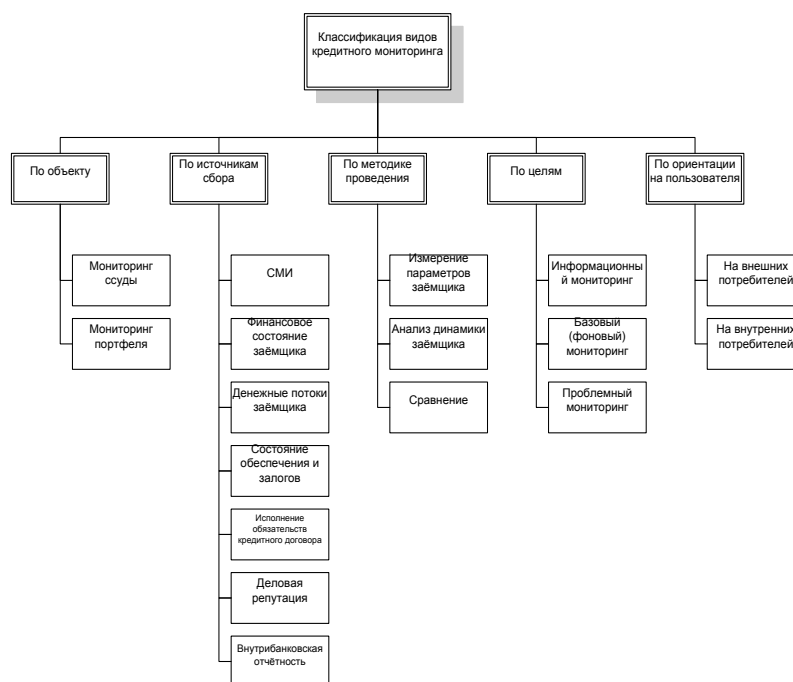 Классификация видов
кредитного мониторинга
По объекту
По источникам
сбора
По методике
проведения
По целям
По ориентации
на пользователя
Мониторинг
ссуды
Мониторинг
портфеля
СМИ
Финансовое
состояние
заёмщика
Денежные потоки
заёмщика
Состояние
обеспечения и
залогов
Исполнение
обязательств
кредитного договора
Деловая
репутация
Внутрибанковская
отчётность
Измерение
параметров
заёмщика
Анализ динамики
заёмщика
Сравнение
Информационны
й мониторинг
Базовый
(фоновый)
мониторинг
Проблемный
мониторинг
На внешних
потребителей
На внутренних
потребителей